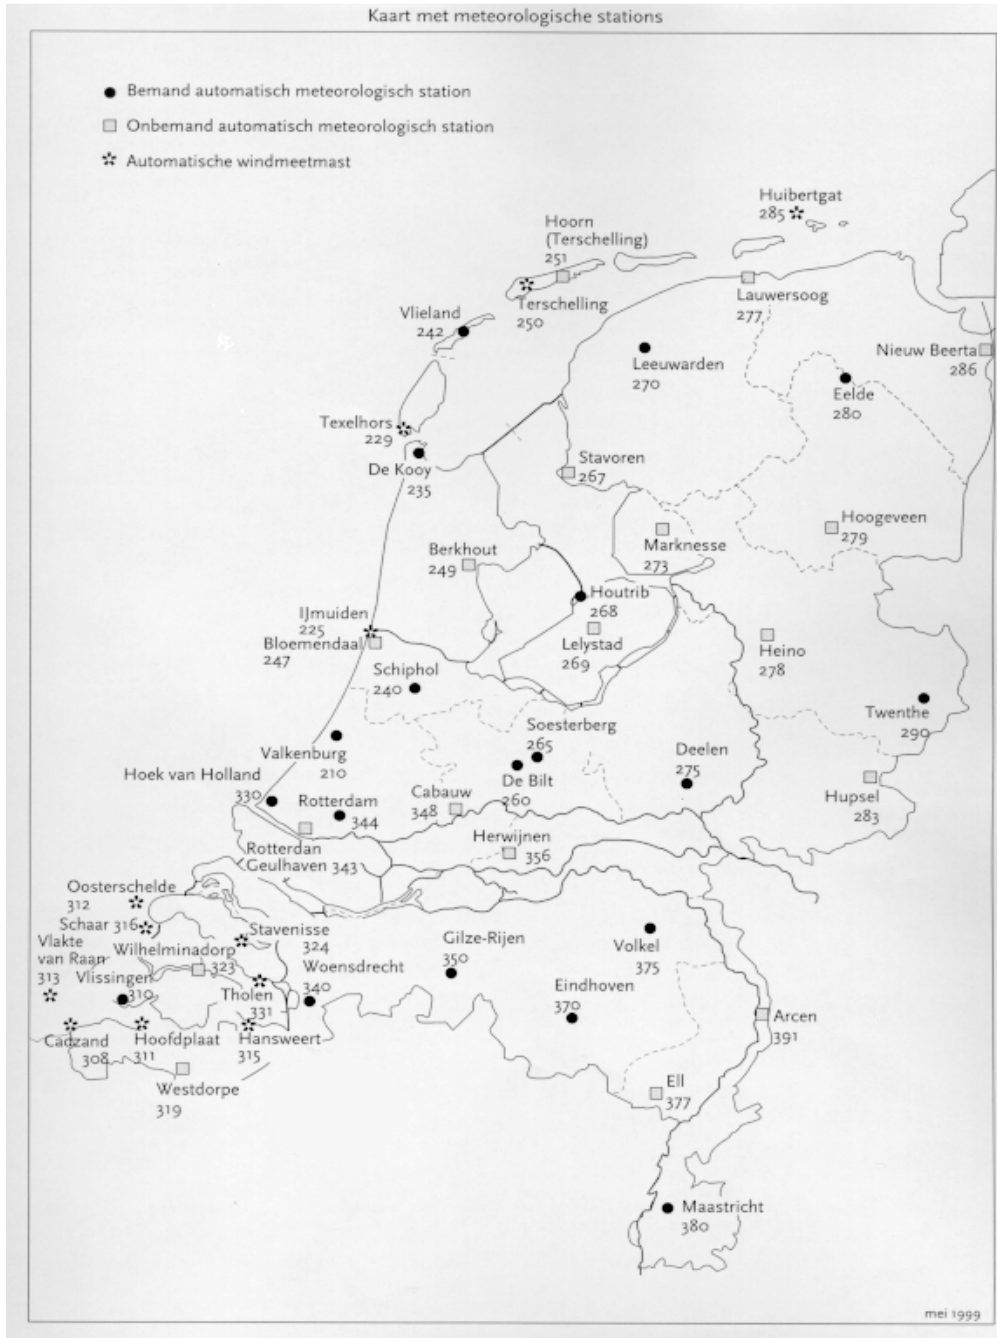 Kaart met meteorologische stations
Bemand automatisch meteorologisch station
Onbemand automatisch meteorologisch station
Automatische windmeetmast
Huibertgat
285
Hoorn
(Terschelling)
251
Terschelling
250
Lauwersoog
277
Vlieland
242
Leeuwarden
270
Nieuw Beerta
286
Eelde
280
Texelhors
229
De Kooy
235
Stavoren
267
Hoogeveen
279
Marknesse
273
Berkhout
249
Houtrib
268
IJmuiden
225
Bloemendaal
247
Lelystad
269
Heino
278
Schiphol
240
Twenthe
290
Soesterberg
265
Valkenburg
210
De Bilt
260
Deelen
275
Hoek van Holland
330
Rotterdam
344
Cabauw
348
Hupsel
283
Herwijnen
356
Rotterdan
Geulhaven 343
Oosterschelde
312
Schaar 316
Stavenisse
324
Vlakte
van Raan
313
Wilhelminadorp
323
Vlissingen
310
Tholen
331
Woensdrecht
340
Gilze-Rijen
350
Volkel
375
Eindhoven
370
Arcen
391
Cadzand
308
Hoofdplaat
311
Hansweert
315
Westdorpe
319
Ell
377
Maastricht
380
mei 1999